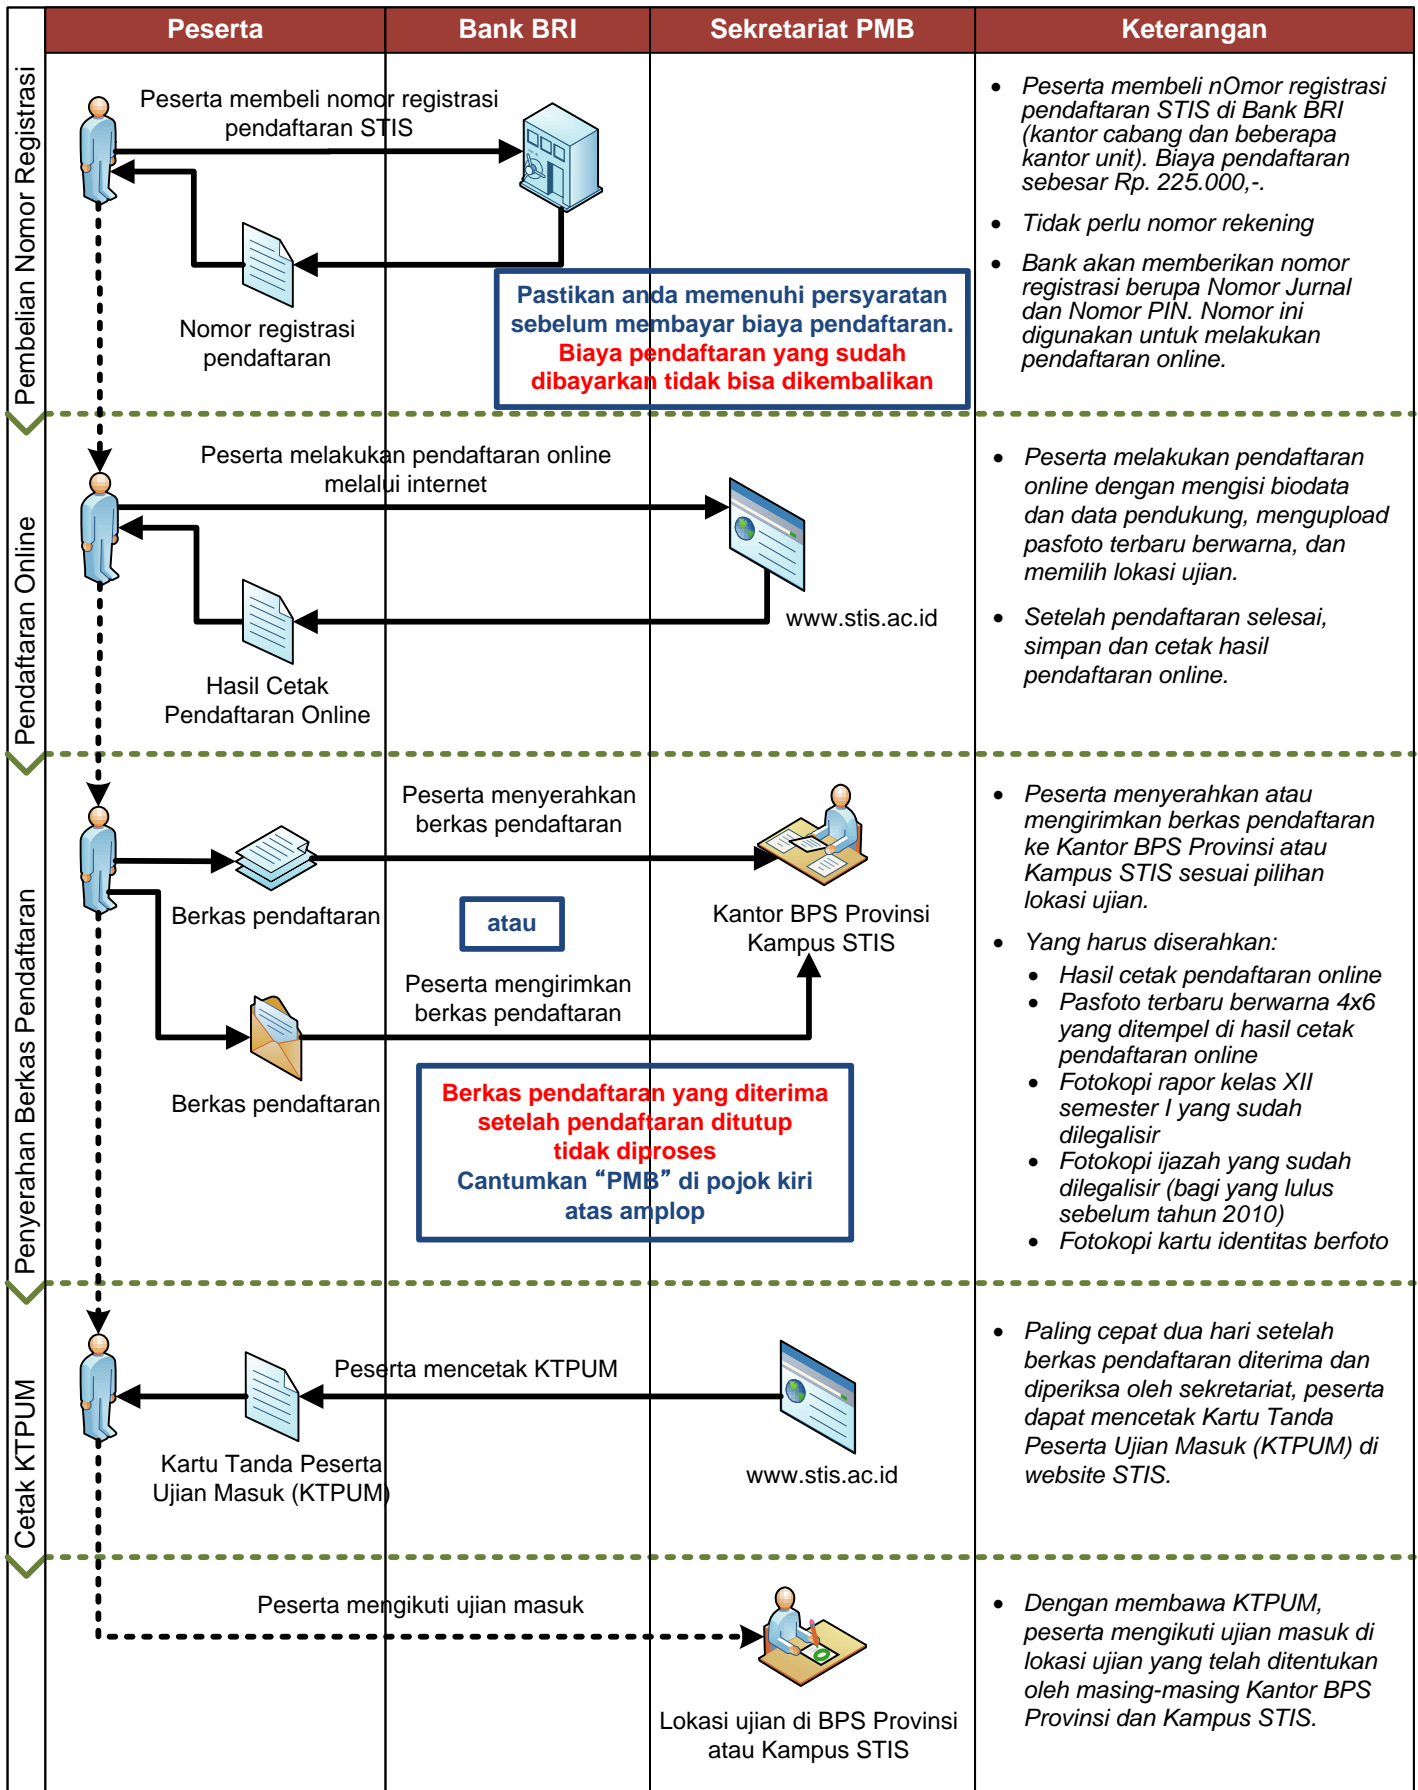 Peserta
Bank BRI
Sekretariat PMB
Keterangan
Pembelian Nomor Registrasi
Peserta membeli nomor registrasi
pendaftaran STIS
Nomor registrasi
pendaftaran
Pastikan anda memenuhi persyaratan
sebelum membayar biaya pendaftaran.
Biaya pendaftaran yang sudah
dibayarkan tidak bisa dikembalikan
• Peserta membeli nOmor registrasi
pendaftaran STIS di Bank BRI
(kantor cabang dan beberapa
kantor unit). Biaya pendaftaran
sebesar Rp. 225.000,-.
• Tidak perlu nomor rekening
• Bank akan memberikan nomor
registrasi berupa Nomor Jurnal
dan Nomor PIN. Nomor ini
digunakan untuk melakukan
pendaftaran online.
Pendaftaran Online
Peserta melakukan pendaftaran online
melalui internet
www.stis.ac.id
Hasil Cetak
Pendaftaran Online
• Peserta melakukan pendaftaran
online dengan mengisi biodata
dan data pendukung, mengupload
pasfoto terbaru berwarna, dan
memilih lokasi ujian.
• Setelah pendaftaran selesai,
simpan dan cetak hasil
pendaftaran online.
Penyerahan Berkas Pendaftaran
Peserta menyerahkan
berkas pendaftaran
Berkas pendaftaran
atau
Kantor BPS Provinsi
Kampus STIS
Peserta mengirimkan
berkas pendaftaran
Berkas pendaftaran
Berkas pendaftaran yang diterima
setelah pendaftaran ditutup
tidak diproses
Cantumkan “PMB” di pojok kiri
atas amplop
• Peserta menyerahkan atau
mengirimkan berkas pendaftaran
ke Kantor BPS Provinsi atau
Kampus STIS sesuai pilihan
lokasi ujian.
• Yang harus diserahkan:
• Hasil cetak pendaftaran online
• Pasfoto terbaru berwarna 4x6
yang ditempel di hasil cetak
pendaftaran online
• Fotokopi rapor kelas XII
semester I yang sudah
dilegalisir
• Fotokopi ijazah yang sudah
dilegalisir (bagi yang lulus
sebelum tahun 2010)
• Fotokopi kartu identitas berfoto
Cetak KTPUM
Peserta mencetak KTPUM
Kartu Tanda Peserta
Ujian Masuk (KTPUM)
www.stis.ac.id
• Paling cepat dua hari setelah
berkas pendaftaran diterima dan
diperiksa oleh sekretariat, peserta
dapat mencetak Kartu Tanda
Peserta Ujian Masuk (KTPUM) di
website STIS.
Peserta mengikuti ujian masuk
Lokasi ujian di BPS Provinsi
atau Kampus STIS
• Dengan membawa KTPUM,
peserta mengikuti ujian masuk di
lokasi ujian yang telah ditentukan
oleh masing-masing Kantor BPS
Provinsi dan Kampus STIS.